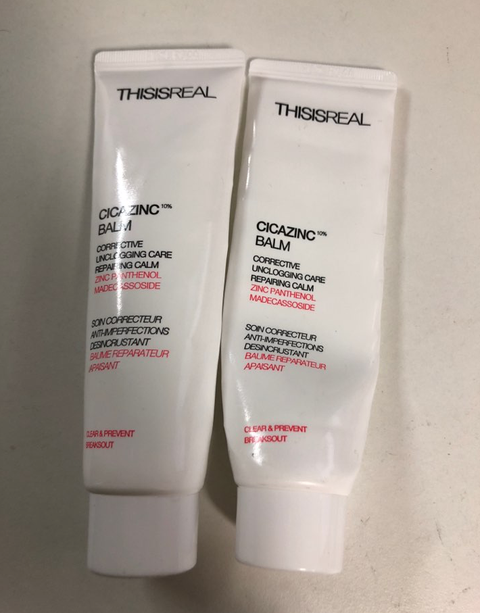 THISISREAL
CICAZINC 10%
BALM
CORRECTIVE
UNCLOGGING CARE
REPAIRING CALM
ZINC PANTHENOL
MADECASSOSIDE
SOIN CORRECTEUR
ANTI-IMPERFECTIONS
DESINCRUSTANT
BAUME REPARATEUR
APAISANT
CLEAR & PREVENT
BREAKSOUT
THISISREAL
CICAZINC 10%
BALM
CORRECTIVE
UNCLOGGING CARE
REPAIRING CALM
ZINC PANTHENOL
MADECASSOSIDE
SOIN CORRECTEUR
ANTI-IMPERFECTIONS
DESINCRUSTANT
BAUME REPARATEUR
APAISANT
CLEAR & PREVENT
BREAKSOUT